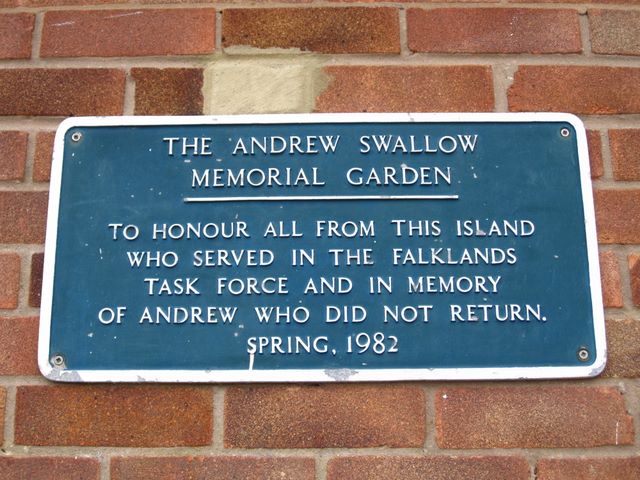 THE ANDREW SWALLOW
MEMORIAL GARDEN
TO HONOUR ALL FROM THIS ISLAND
WHO SERVED IN THE FALKLANDS
TASK FORCE AND IN MEMORY
OF ANDREW WHO DID NOT RETURN.
SPRING, 1982